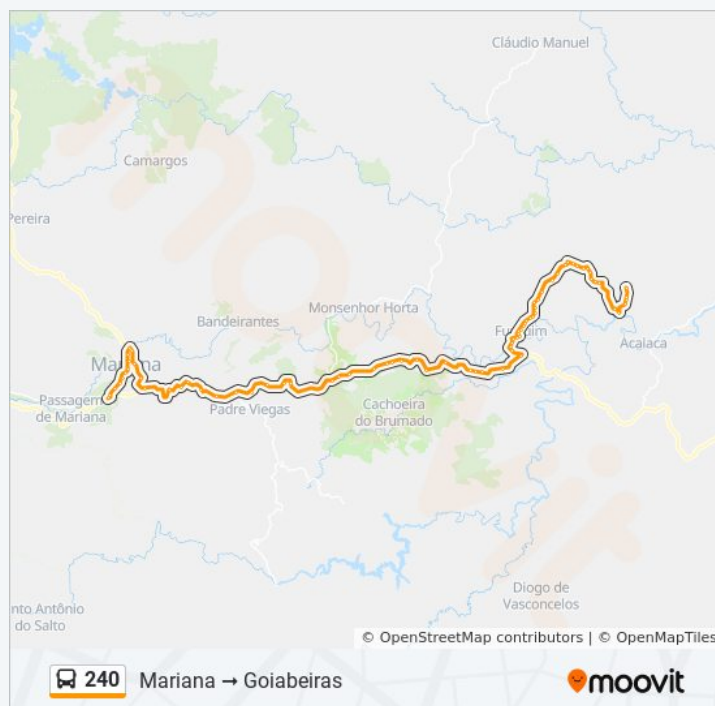 Cláudio Manuel
Camargos
Pereira
Monsenhor Horta
Bandeirantes
Acaiaca
Passagem
de Mariana
Padre Viegas
Cachoeira
do Brumado
Diogo de
Vasconcelos
nto Antônio
do Salto
© OpenStreetMap contributors | © OpenMapTiles
240 Mariana → Goiabeiras
moovit